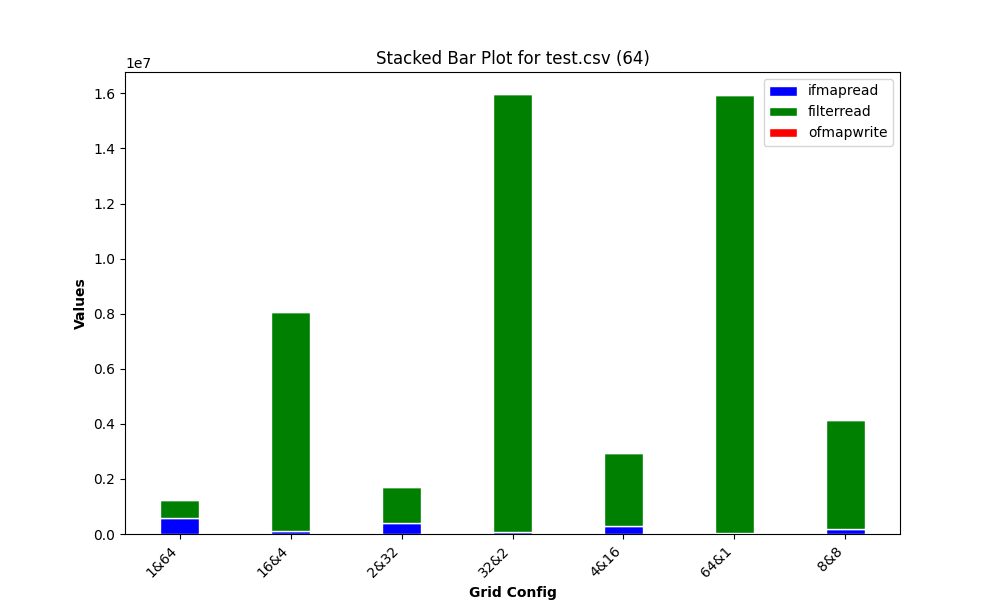 Stacked Bar Plot for test.csv (64)
1e7
1.6
1.4
1.2
1.0
0.8
0.6
0.4
0.2
0.0
Values
ifmapread
filterread
ofmapwrite
1&64
16&4
2&32
32&2
4&16
64&1
8&8
Grid Config